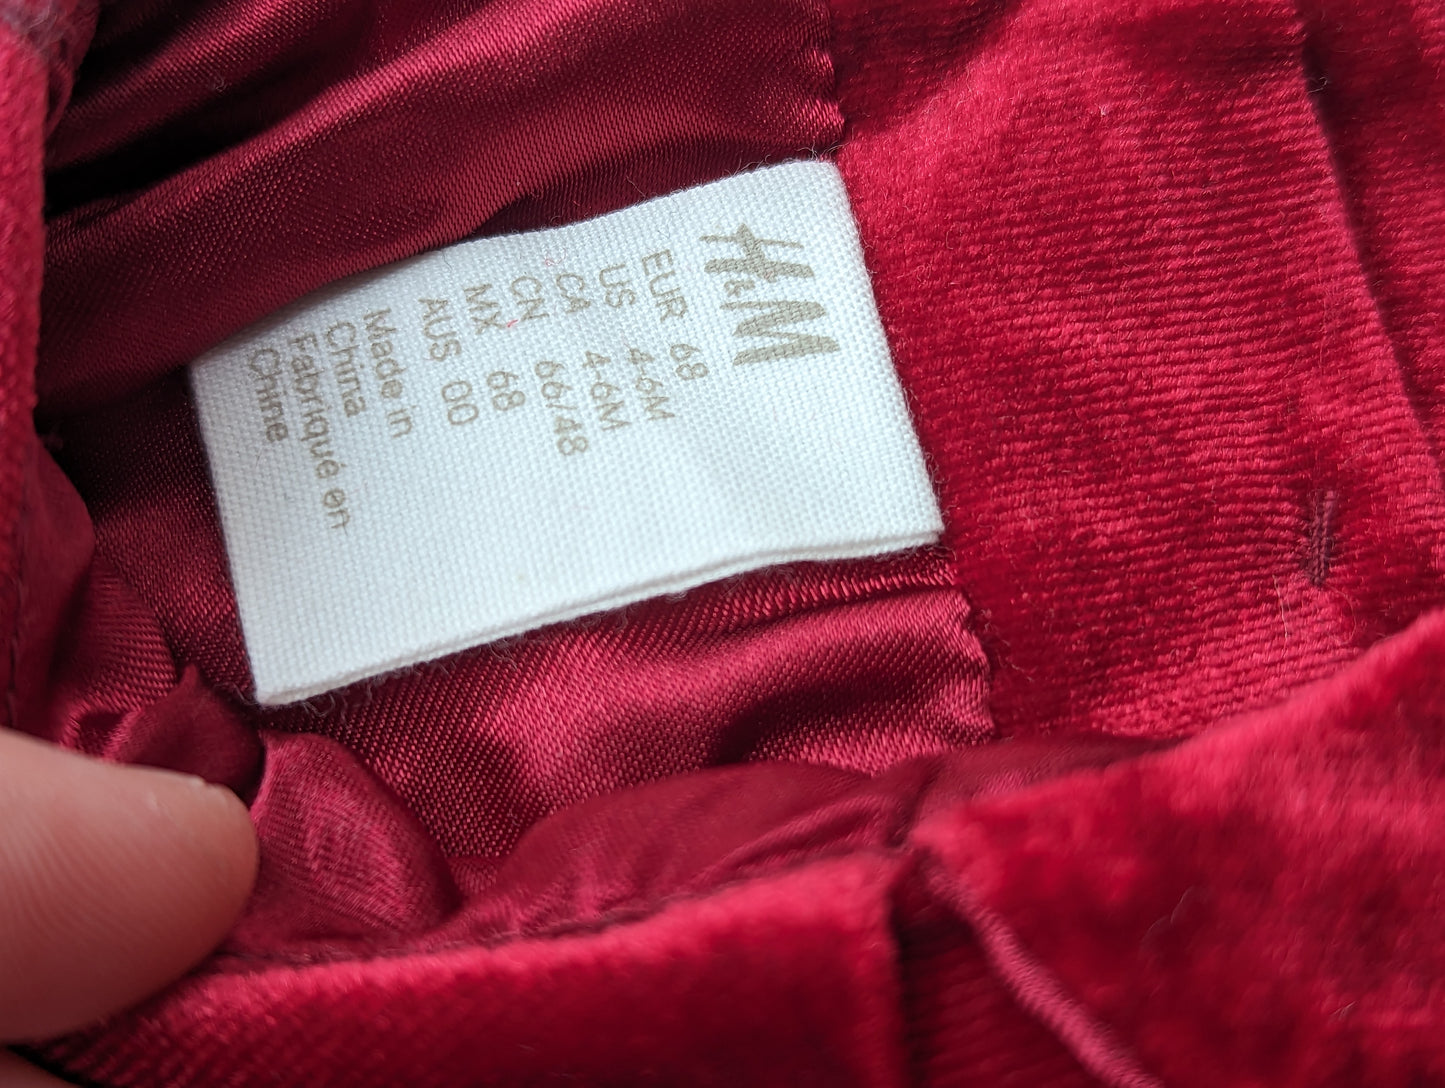 H&M
EUR 68
US 4-6M
CA 4-6M
CN 66/48
MX 68
AUS 00
Made in
China
Fabriqué en
Chine